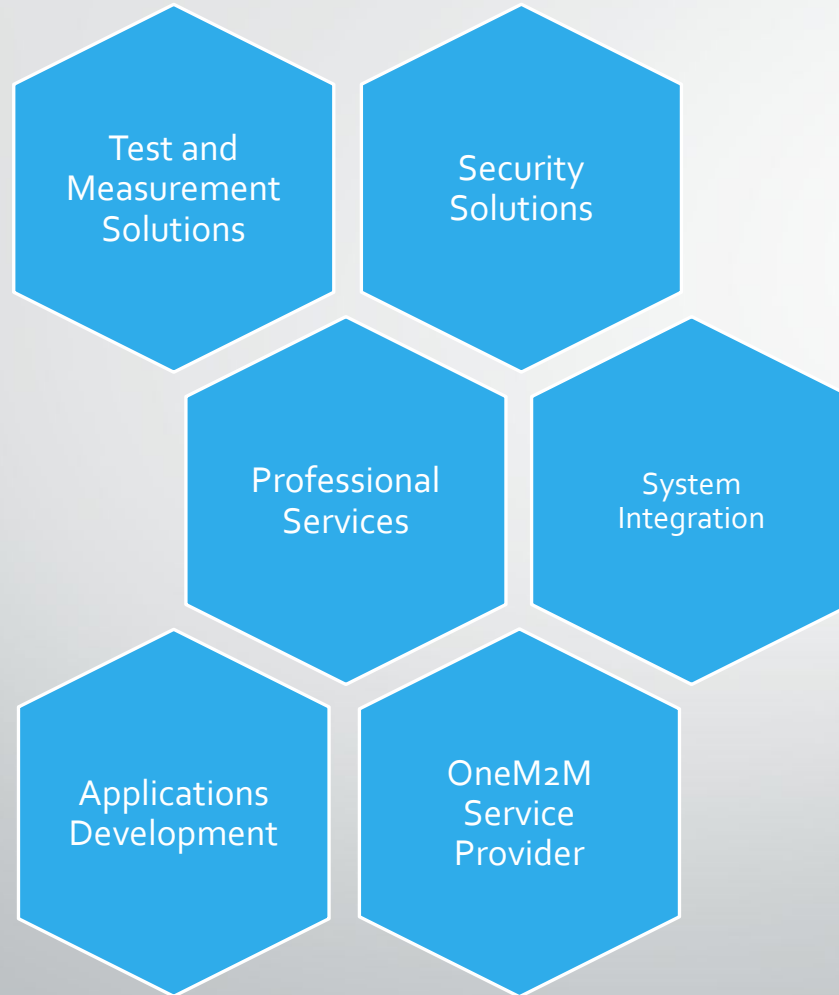 Test and
Measurement
Solutions
Security
Solutions
Professional
Services
System
Integration
Applications
Development
OneM2M
Service
Provider